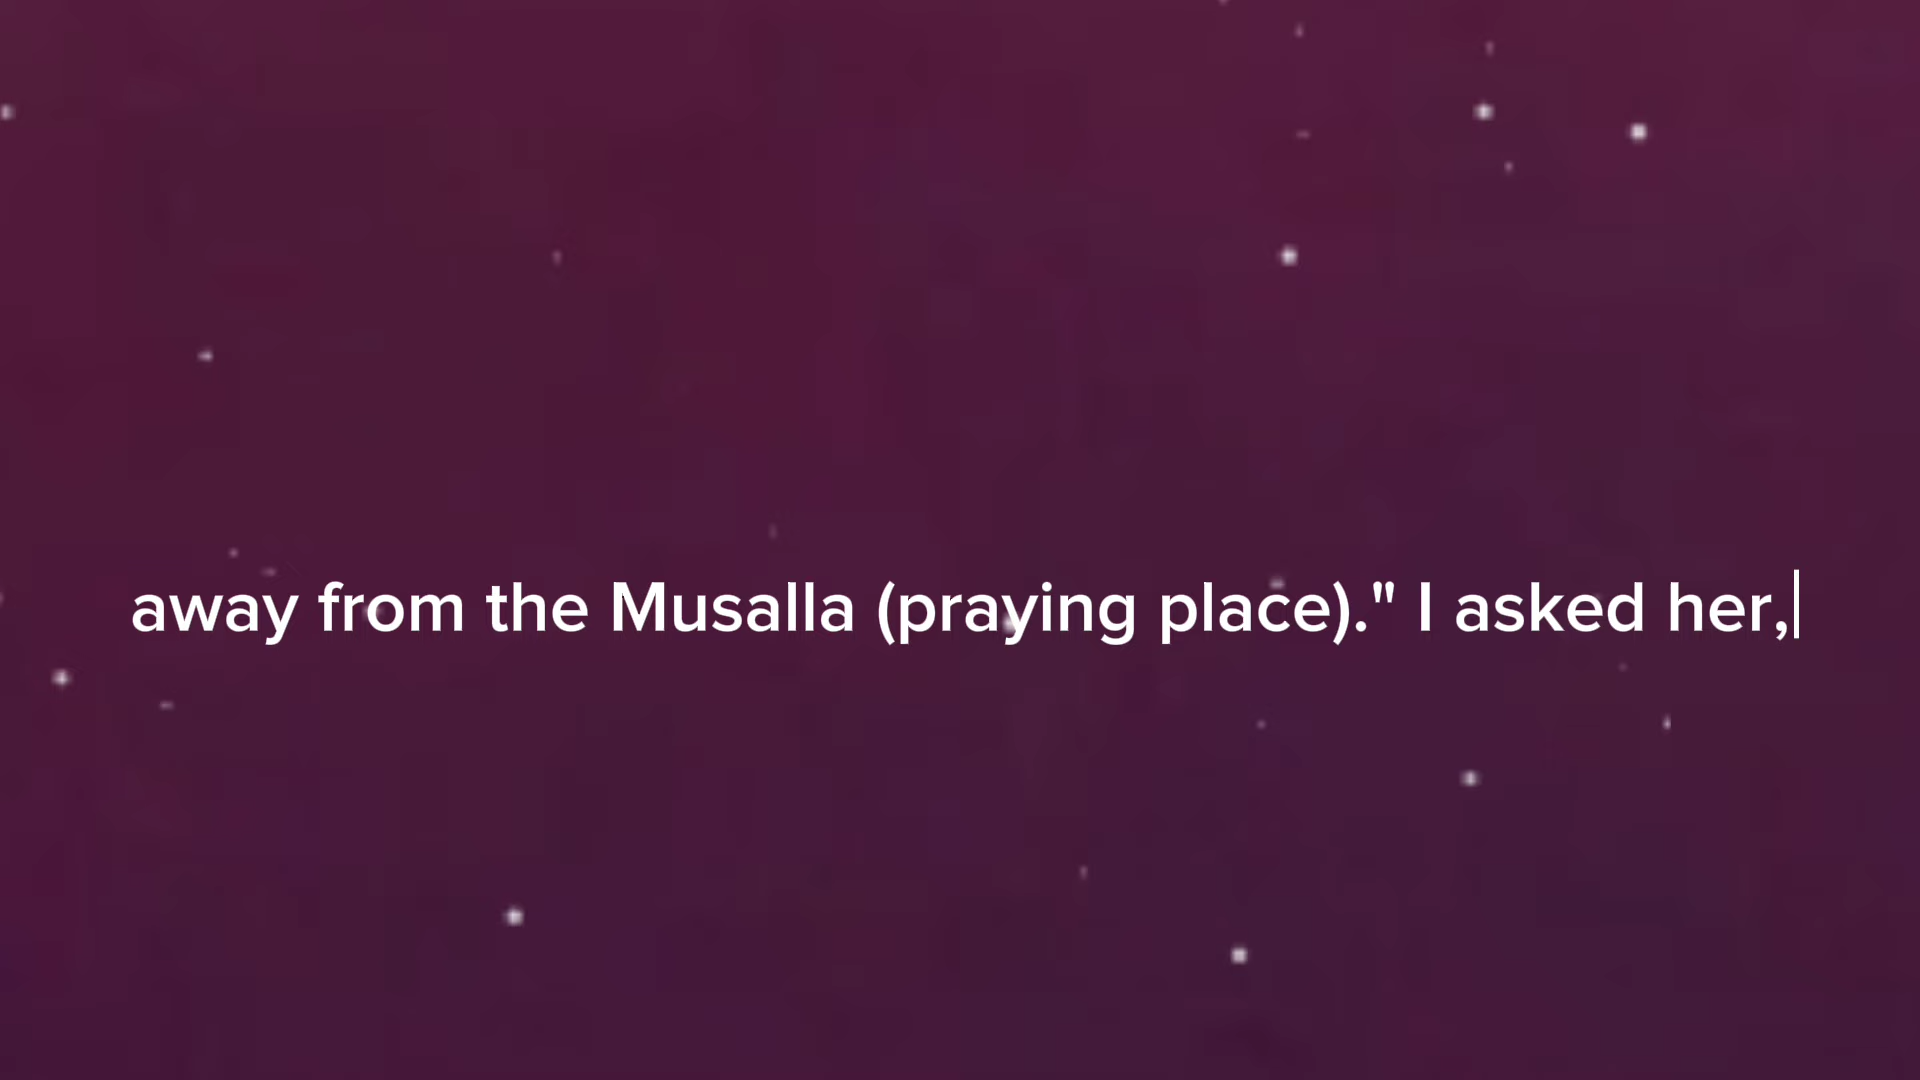 away from the Musalla (praying place)." I asked her,